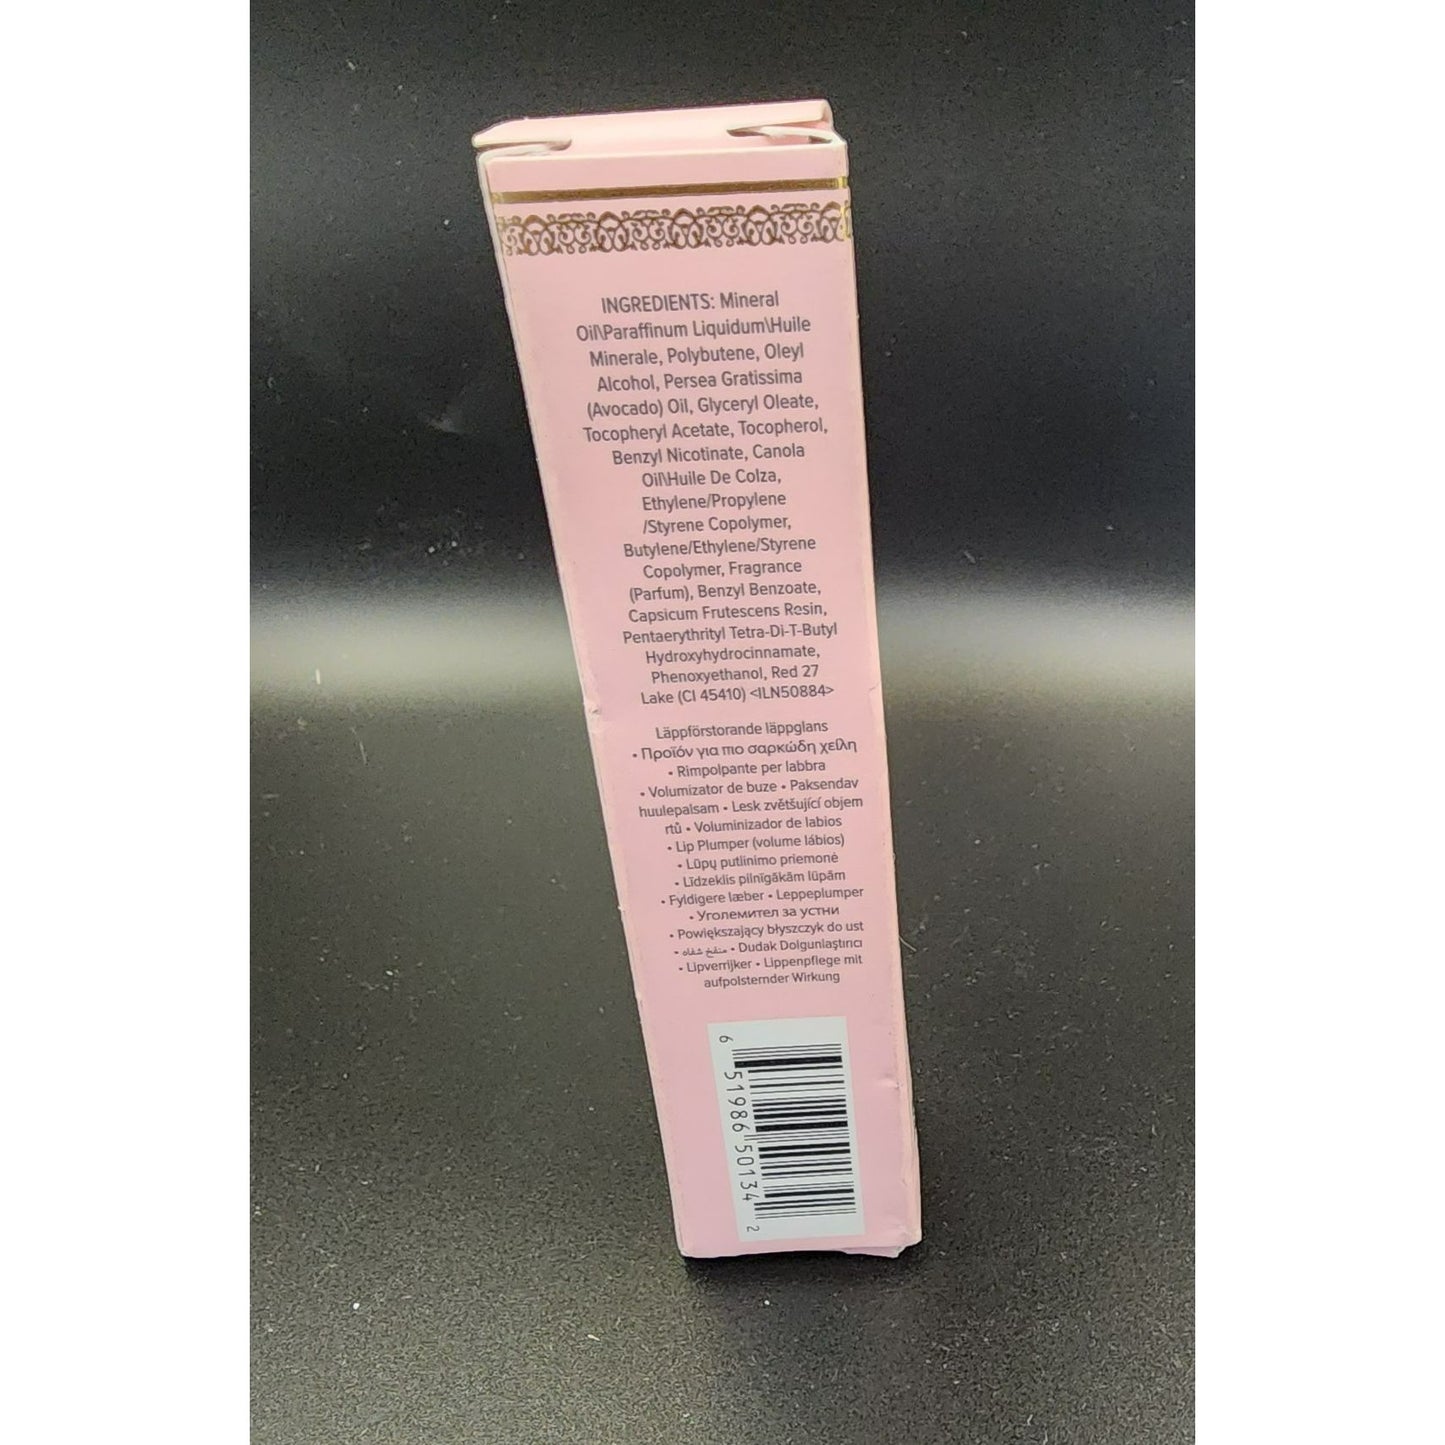 INGREDIENTS: Mineral
Oil\Paraffinum Liquidum\Huile
Minerale, Polybutene, Oleyl
Alcohol, Persea Gratissima
(Avocado) Oil, Glyceryl Oleate,
Tocopheryl Acetate, Tocopherol,
Benzyl Nicotinate, Canola
Oil\Huile De Colza,
Ethylene/Propylene
/Styrene Copolymer,
Butylene/Ethylene/Styrene
Copolymer, Fragrance
(Parfum), Benzyl Benzoate,
Capsicum Frutescens Resin,
Pentaerythrityl Tetra-Di-T-Butyl
Hydroxyhydrocinnamate,
Phenoxyethanol, Red 27
Lake (CI 45410) <ILN50884>
Läppförstorande läppglans
• Προϊόν για πιο σαρκώδη χείλη
• Rimpolpante per labbra
• Volumizator de buze • Paksendav
huulepalsam • Lesk zvětšující objem
rtů • Voluminizador de labios
• Lip Plumper (volume lábios)
• Lūpų putlinimo priemonė
• Līdzeklis pilnīgākām lūpām
• Fyldigere læber • Leppeplumper
• Уголемител за устни
• Powiększający błyszczyk do ust
• منفخ شفاه • Dudak Dolgunlaştırıcı
• Lipverrijker • Lippenpflege mit
aufpolsternder Wirkung
6 51986 50134 2